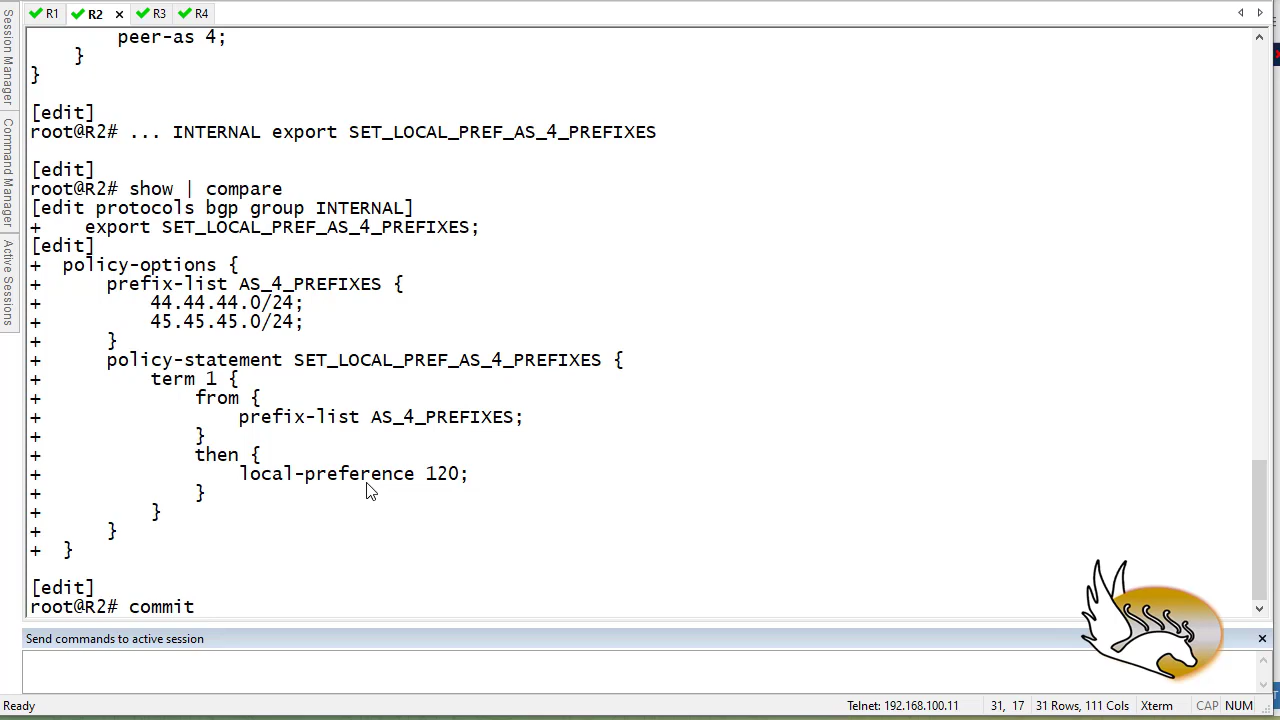 Session Manager
Command Manager
Active Sessions
R1
R2
R3
R4
peer-as 4;
}
}
[edit]
root@R2# ... INTERNAL export SET_LOCAL_PREF_AS_4_PREFIXES
[edit]
root@R2# show | compare
[edit protocols bgp group INTERNAL]
+    export SET_LOCAL_PREF_AS_4_PREFIXES;
[edit]
+  policy-options {
+      prefix-list AS_4_PREFIXES {
+          44.44.44.0/24;
+          45.45.45.0/24;
+      }
+      policy-statement SET_LOCAL_PREF_AS_4_PREFIXES {
+          term 1 {
+              from {
+                  prefix-list AS_4_PREFIXES;
+              }
+              then {
+                  local-preference 120;
+              }
+          }
+      }
+  }
[edit]
root@R2# commit
Send commands to active session
Ready
Telnet: 192.168.100.11
31, 17
31 Rows, 111 Cols
Xterm
CAP
NUM